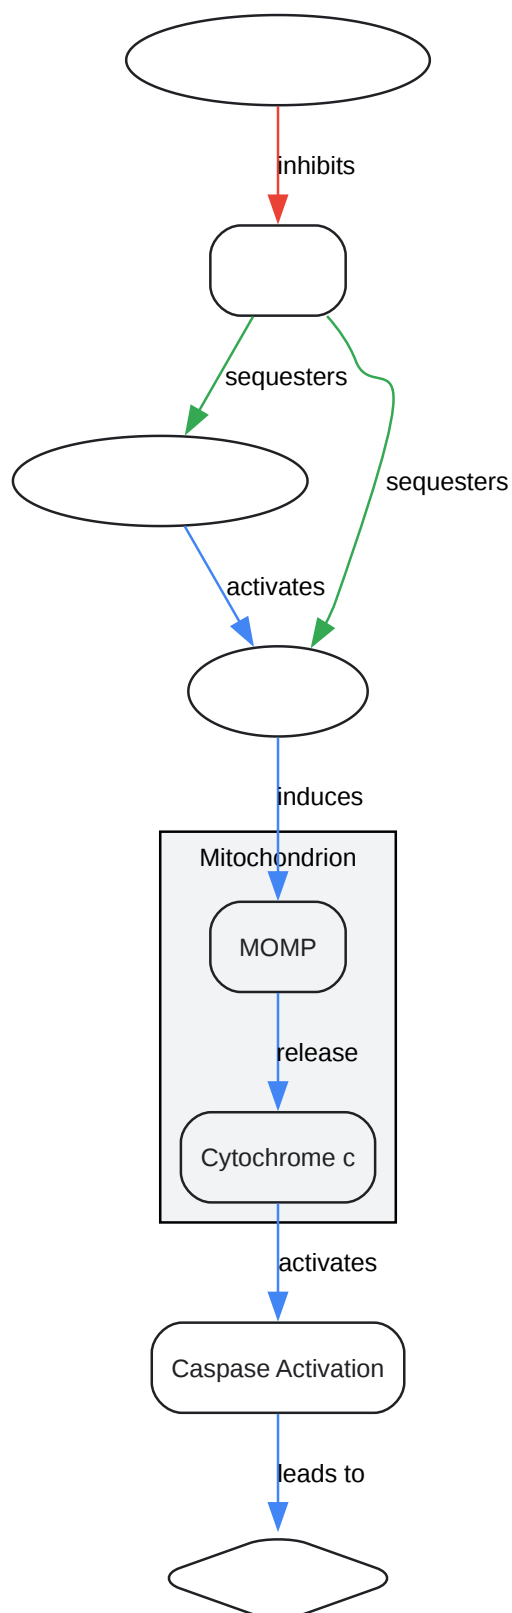 inhibits
sequesters
sequesters
activates
induces
Mitochondrion
MOMP
release
Cytochrome c
activates
Caspase Activation
leads to